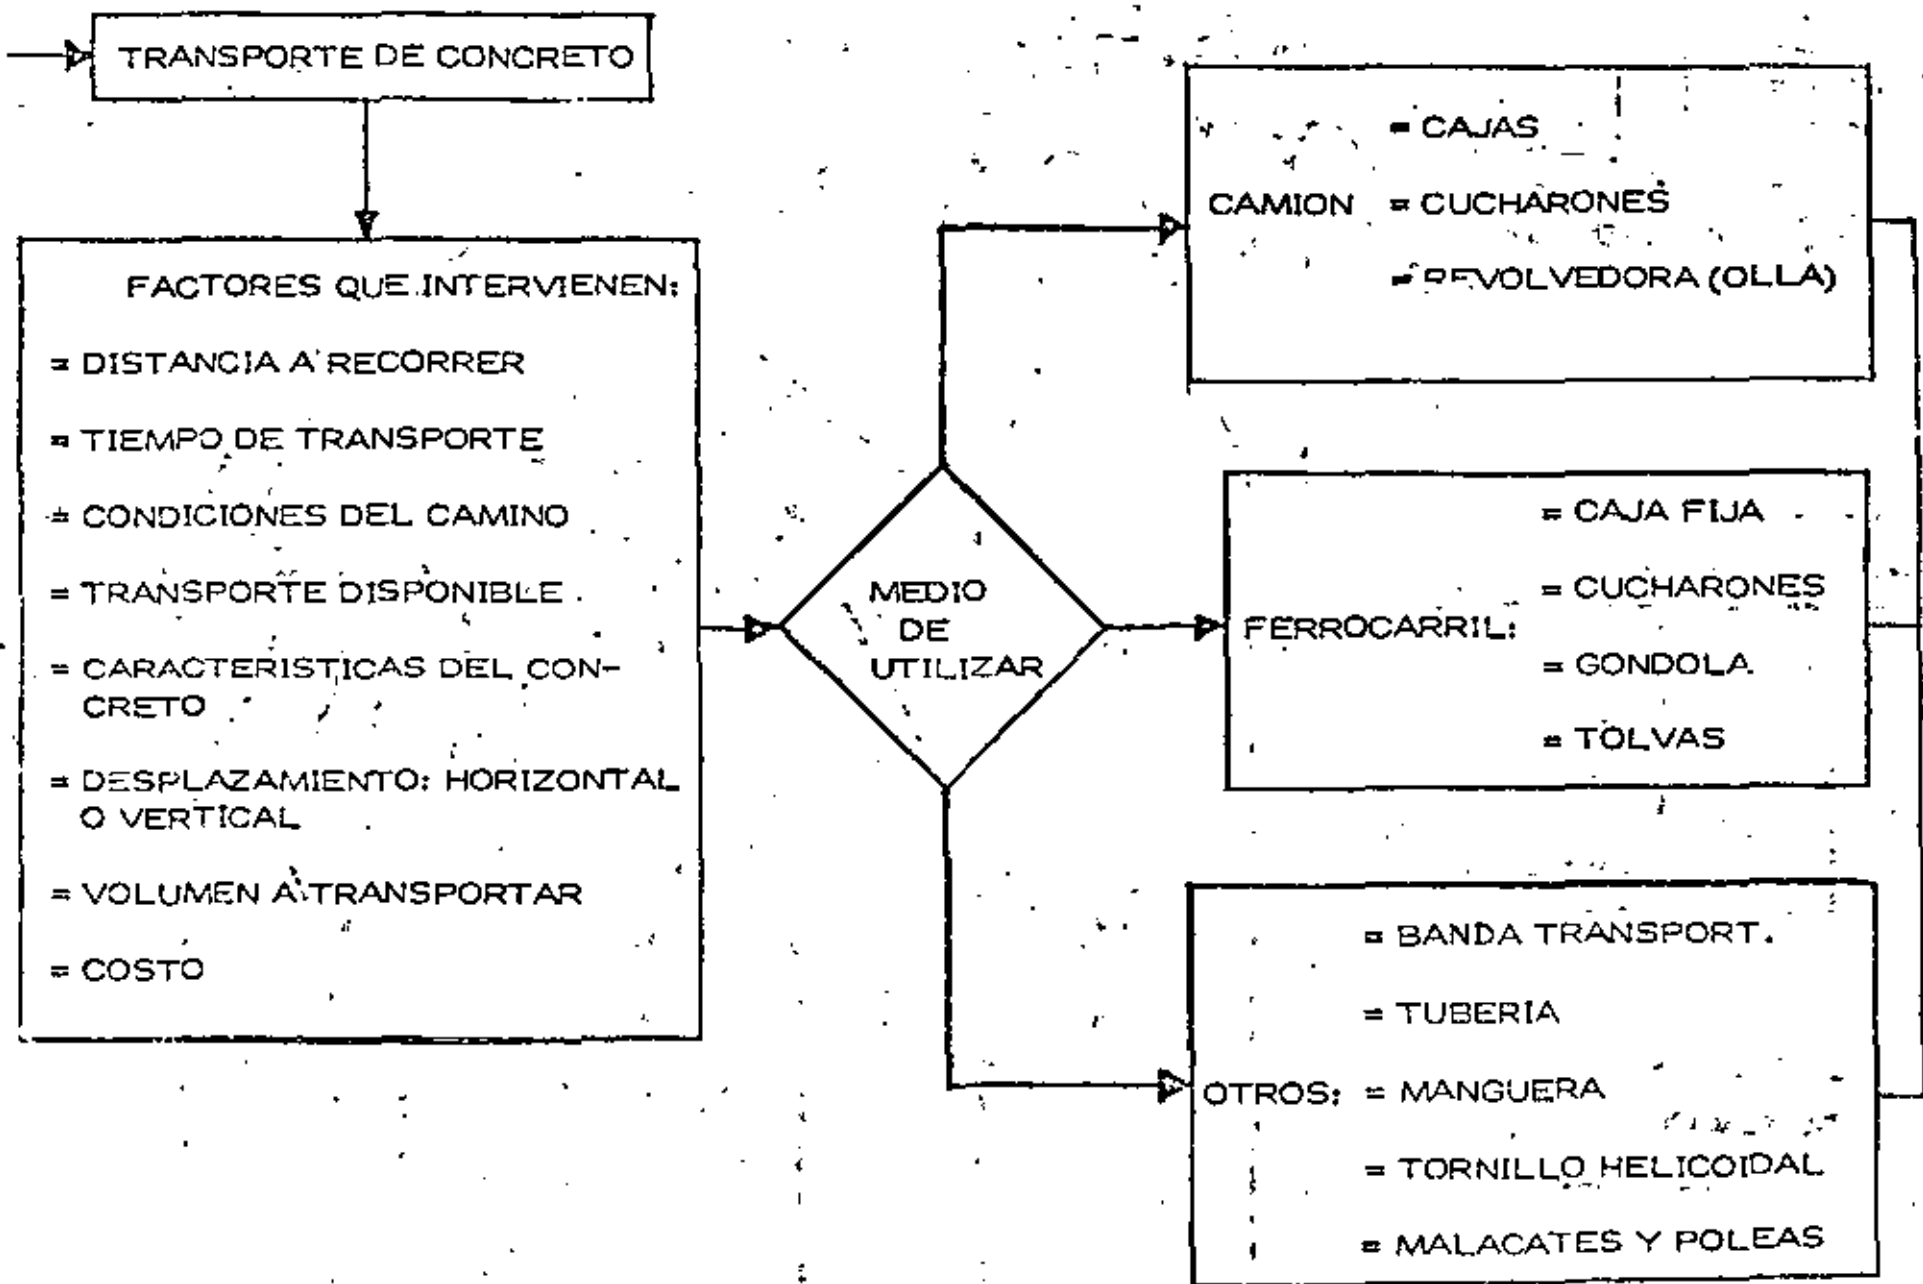 TRANSPORTE DE CONCRETO
FACTORES QUE INTERVIENEN:
= DISTANCIA A RECORRER
= TIEMPO DE TRANSPORTE
= CONDICIONES DEL CAMINO
= TRANSPORTE DISPONIBLE
= CARACTERISTICAS DEL CON-
CRETO
= DESPLAZAMIENTO: HORIZONTAL
O VERTICAL
= VOLUMEN A TRANSPORTAR
= COSTO
MEDIO
DE
UTILIZAR
= CAJAS
CAMION = CUCHARONES
= REVOLVEDORA (OLLA)
= CAJA FIJA
= CUCHARONES
FERROCARRIL:
= GONDOLA
= TOLVAS
= BANDA TRANSPORT.
= TUBERIA
OTROS: = MANGUERA
= TORNILLO HELICOIDAL
= MALACATES Y POLEAS